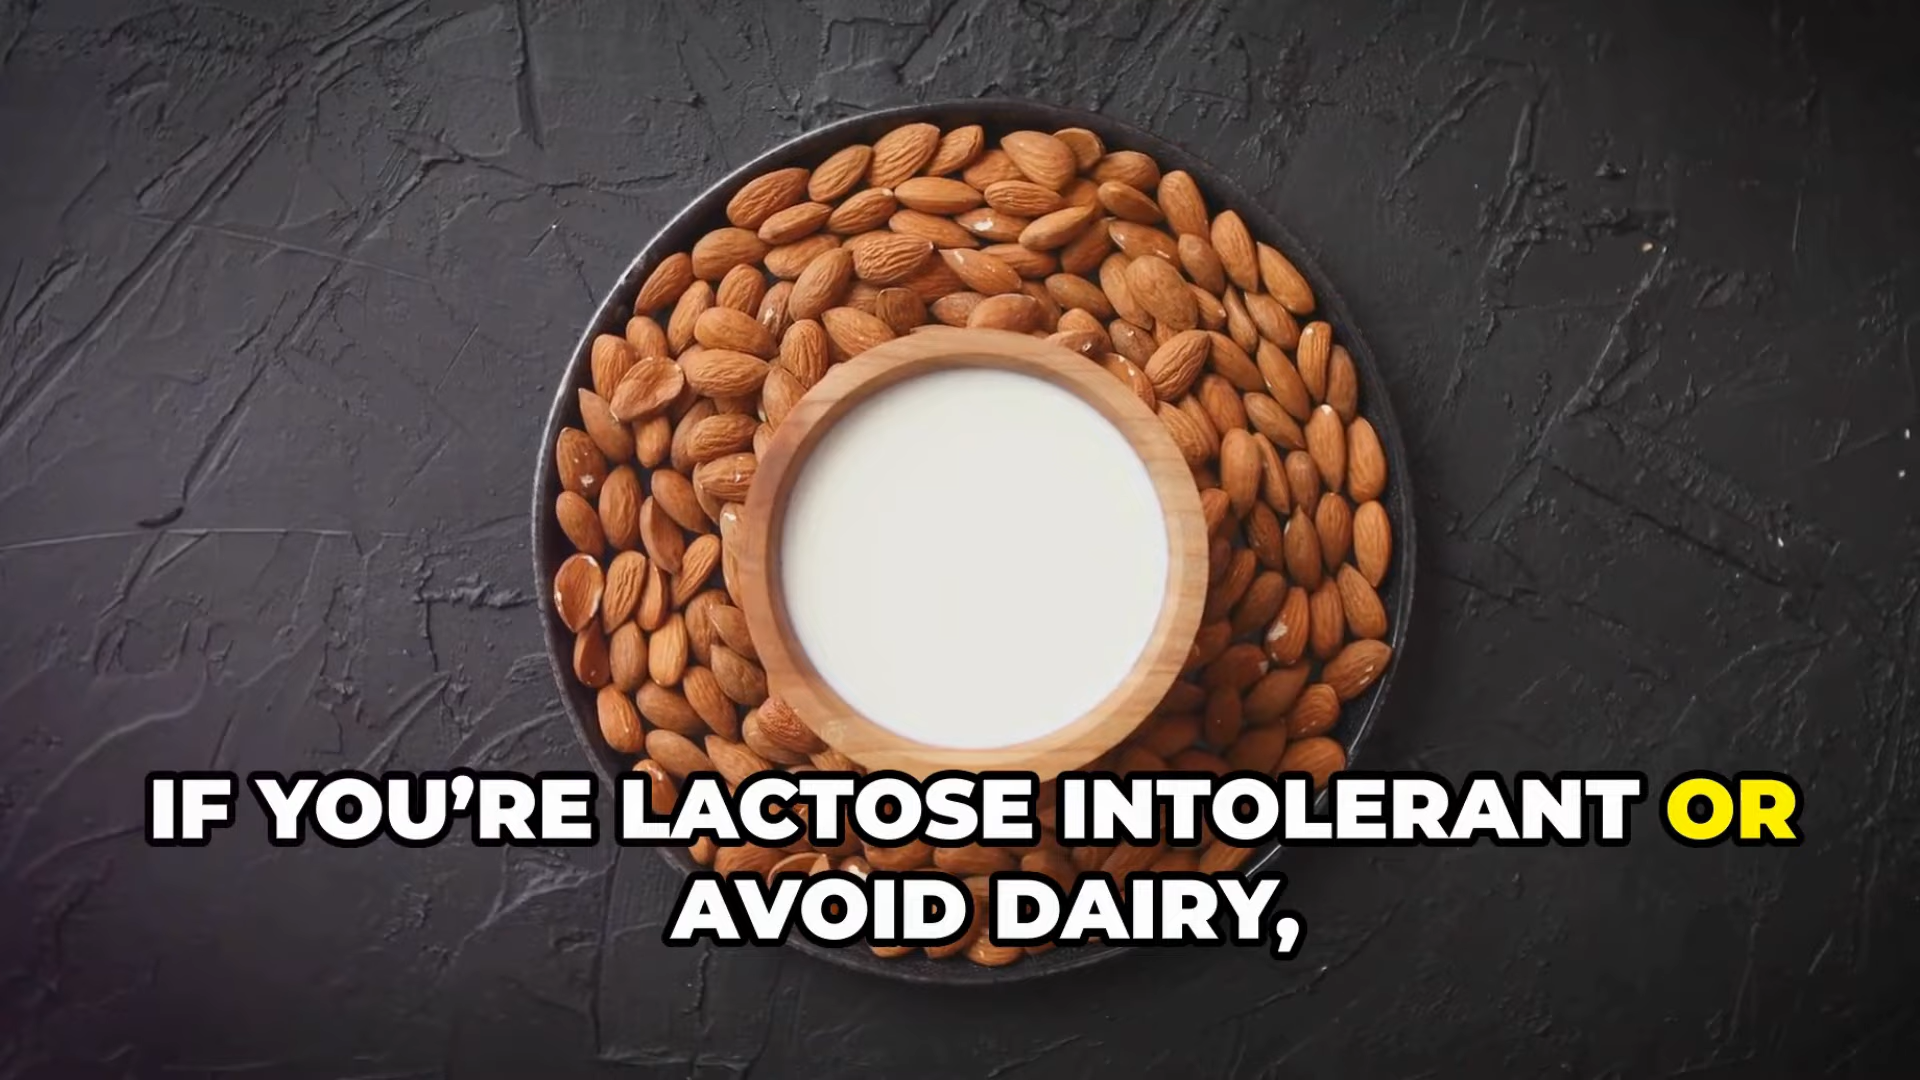 IF YOU’RE LACTOSE INTOLERANT OR
AVOID DAIRY,